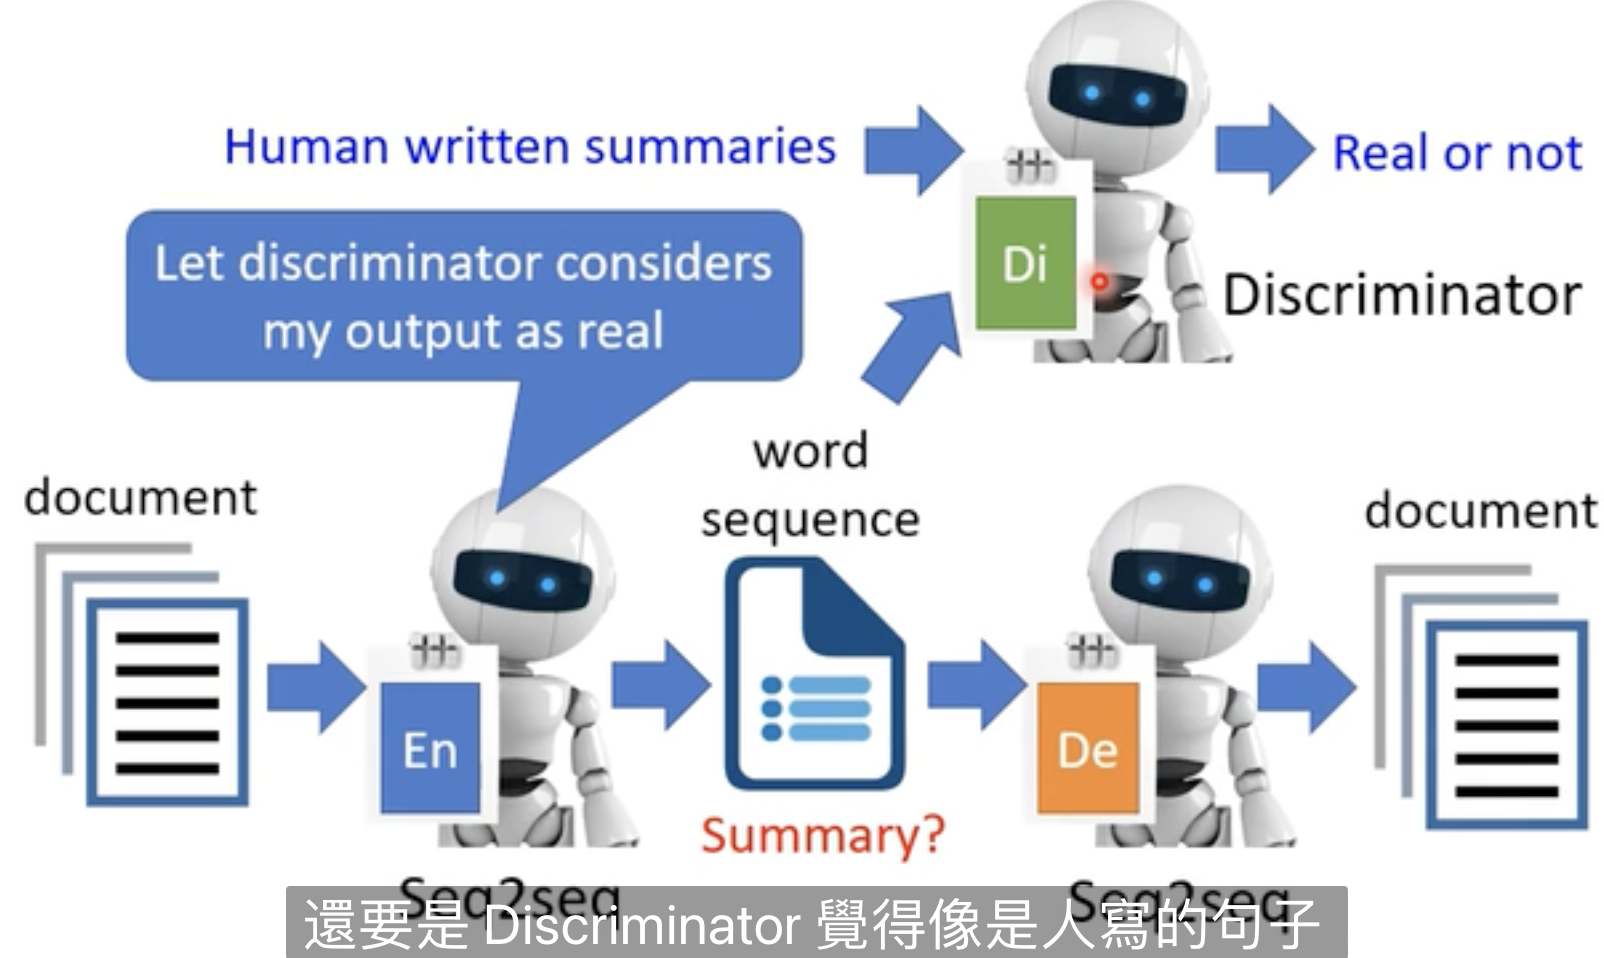 Human written summaries
Real or not
Let discriminator considers
my output as real
Di
Discriminator
word
sequence
document
document
En
De
Summary?
Seq2seq
Seq2seq
還要是 Discriminator 覺得像是人寫的句子